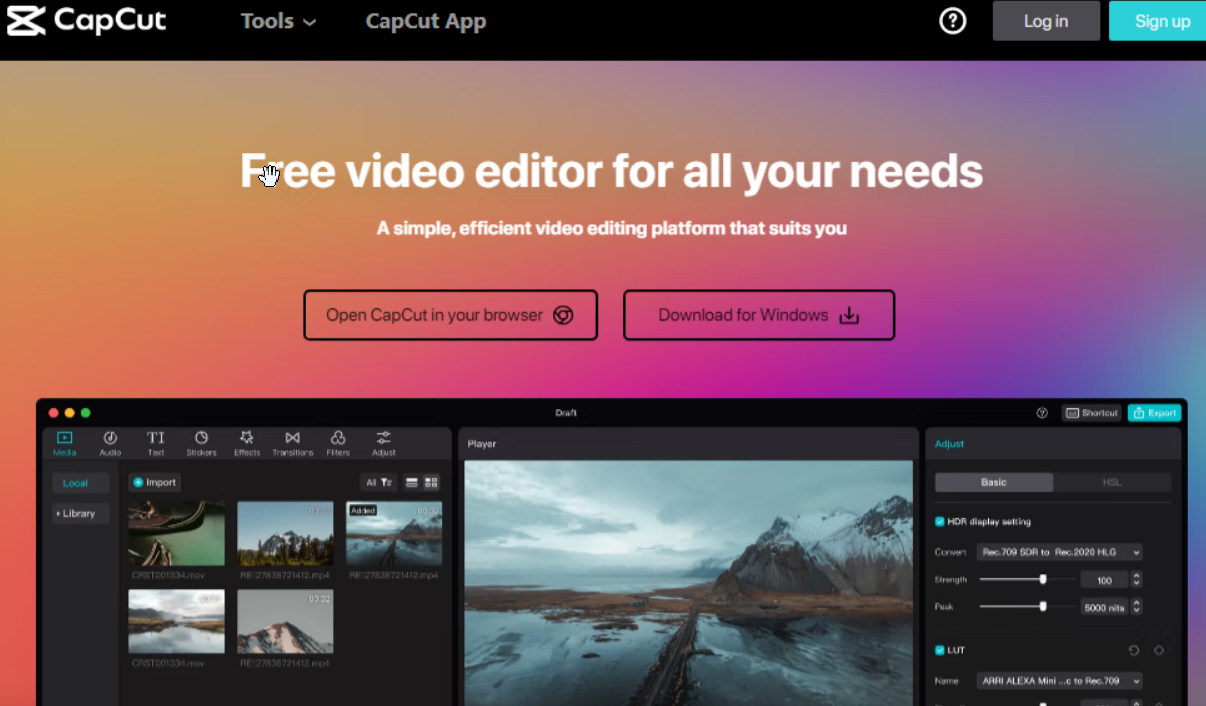 CapCut
Tools
CapCut App
Log in
Sign up
Free video editor for all your needs
A simple, efficient video editing platform that suits you
Open CapCut in your browser
Download for Windows
Draft
Shortcut
Export
Media
Audio
TI
Text
Stickers
Effects
Transitions
Filters
Adjust
Player
Adjust
Local
Import
All
Basic
HSL
Library
Added
HDR display setting
CRST001334.mov
RE127836721412.mp4
RE127836721412.mp4
Convert
Rec.709 SDR to Rec.2020 HLG
Strength
100
Peak
5000 nits
00:02
CRST001334.mov
RE127836721412.mp4
LUT
Name
ARRI ALEXA Mini ...c to Rec.709